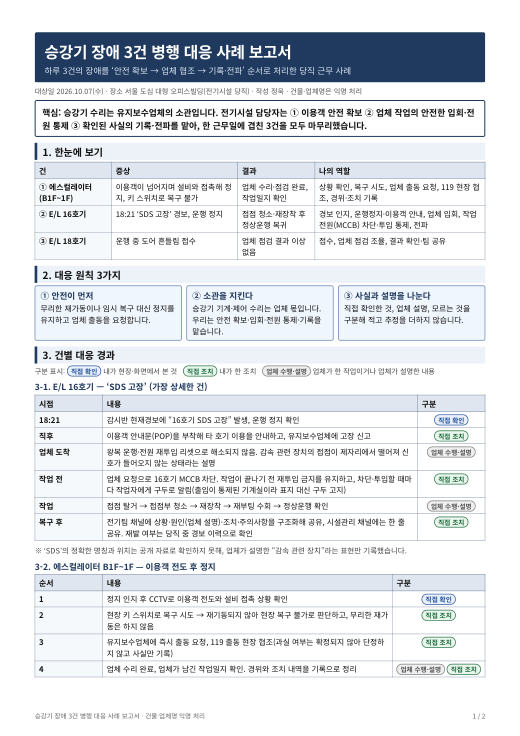 승강기 장애 3건 병행 대응 사례 보고서
하루 3건의 장애를 '안전 확보 → 업체 협조 → 기록·전파' 순서로 처리한 당직 근무 사례
대상일 2026.10.07(수) · 장소 서울 도심 대형 오피스빌딩(전기시설 당직) · 작성 정욱 · 건물·업체명은 익명 처리
핵심: 승강기 수리는 유지보수업체의 소관입니다. 전기시설 담당자는 ① 이용객 안전 확보 ② 업체 작업의 안전한 입회·전
원 통제 ③ 확인된 사실의 기록·전파를 맡아, 한 근무일에 겹친 3건을 모두 마무리했습니다.
1. 한눈에 보기
건 증상 결과 나의 역할
① 에스컬레이터 이용객이 넘어지며 설비와 접촉해 정 업체 수리·점검 완료, 상황 확인, 복구 시도, 업체 출동 요청, 119 현장 협
(B1F~1F) 지, 키 스위치로 복구 불가 작업일지 확인 조, 경위·조치 기록
② E/L 16호기 18:21 'SDS 고장' 경보, 운행 정지 접점 청소·재장착 후 경보 인지, 운행정지·이용객 안내, 업체 입회, 작업
정상운행 복귀 전원(MCCB) 차단·투입 통제, 전파
③ E/L 18호기 운행 중 도어 흔들림 접수 업체 점검 결과 이상 접수, 업체 점검 조율, 결과 확인·팀 공유
없음
2. 대응 원칙 3가지
① 안전이 먼저
무리한 재가동이나 임시 복구 대신 정지를
유지하고 업체 출동을 요청합니다.
② 소관을 지킨다
승강기 기계·제어 수리는 업체 몫입니다.
우리는 안전 확보·입회·전원 통제·기록을
맡습니다.
③ 사실과 설명을 나눈다
직접 확인한 것, 업체 설명, 모르는 것을
구분해 적고 추정을 더하지 않습니다.
3. 건별 대응 경과
구분 표시: 직접 확인 내가 현장·화면에서 본 것 직접 조치 내가 한 조치 업체 수행·설명 업체가 한 작업이거나 업체가 설명한 내용
3-1. E/L 16호기 — 'SDS 고장' (가장 상세한 건)
시점 내용 구분
18:21 감시반 현재경보에 "16호기 SDS 고장" 발생, 운행 정지 확인 직접 확인
직후 이용객 안내문(POP)을 부착해 타 호기 이용을 안내하고, 유지보수업체에 고장 신고 직접 조치
업체 도착 왕복 운행·전원 재투입 리셋으로 해소되지 않음. 감속 관련 장치의 접점이 제자리에서 떨어져 신 업체 수행·설명
호가 들어오지 않는 상태라는 설명
작업 전 업체 요청으로 16호기 MCCB 차단, 작업이 끝나기 전 재투입 금지를 유지하고, 차단·투입할 때마 직접 조치
다 작업자에게 구두로 알림(출입이 통제된 기계실이라 표지 대신 구두 고지)
작업 접점 탈거 → 접점부 청소 → 재장착 → 재부팅 수회 → 정상운행 확인 업체 수행·설명
복구 후 전기팀 채널에 상황·원인(업체 설명)·조치·주의사항을 구조화해 공유, 시설관리 채널에는 한 줄 직접 조치
공유. 재발 여부는 당직 중 경보 이력으로 확인
※ 'SDS'의 정확한 명칭과 위치는 공개 자료로 확인하지 못해, 업체가 설명한 "감속 관련 장치"라는 표현만 기록했습니다.
3-2. 에스컬레이터 B1F~1F — 이용객 전도 후 정지
순서 내용 구분
1 정지 인지 후 CCTV로 이용객 전도와 설비 접촉 상황 확인 직접 확인
2 현장 키 스위치로 복구 시도 → 재기동되지 않아 현장 복구 불가로 판단하고, 무리한 재가 직접 조치
동은 하지 않음
3 유지보수업체에 즉시 출동 요청, 119 출동 현장 협조(과실 여부는 확정되지 않아 단정하 직접 조치
지 않고 사실만 기록)
4 업체 수리 완료, 업체가 남긴 작업일지 확인. 경위와 조치 내역을 기록으로 정리 업체 수행·설명 직접 조치
승강기 장애 3건 병행 대응 사례 보고서 · 건물 업체명 익명 처리 1 / 2